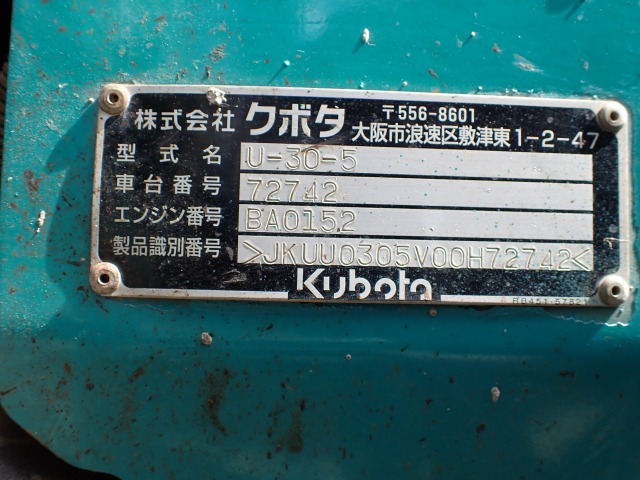 株式会社 クボタ 〒556-8601
大阪市浪速区敷津東1-2-47
型式名 U-30-5
車台番号 72742
エンジン番号 BA0152
製品識別番号 >JKUU0305V00H72742<
Kubota